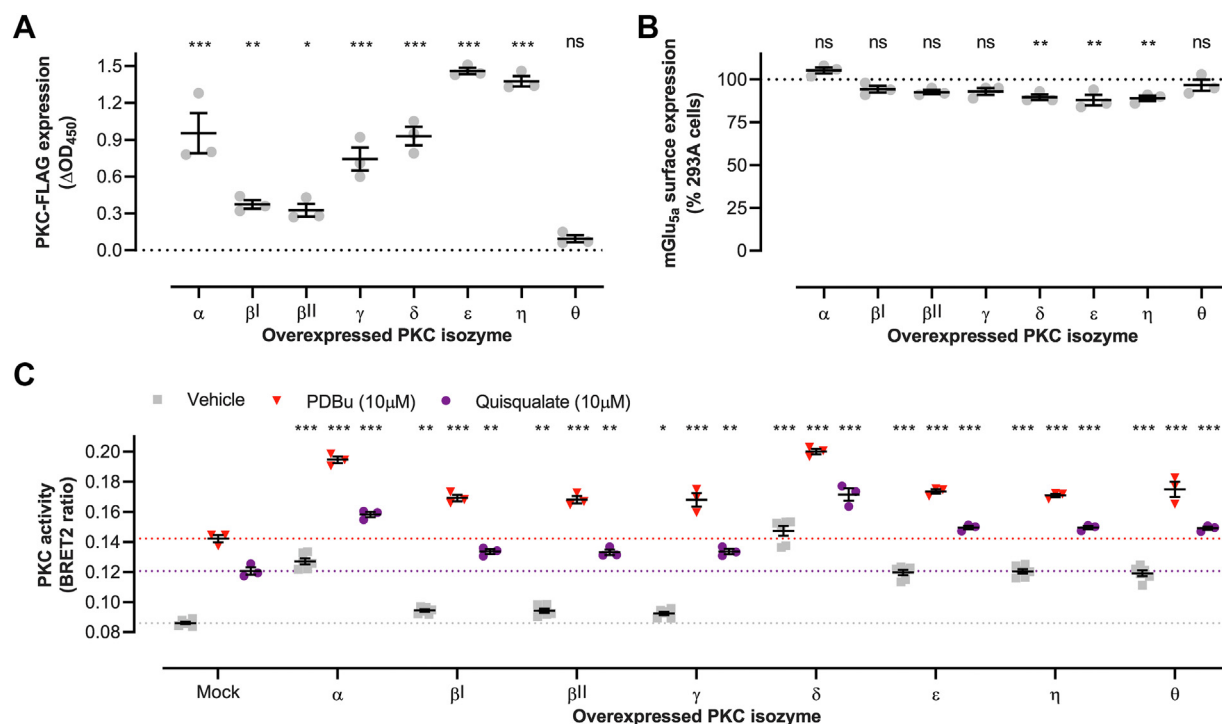 A
PKC-FLAG expression
(ΔOD450)
*** ** * *** *** *** *** ns
1.5
1.2
0.9
0.6
0.3
0.0
α βI βII γ δ ε η θ
Overexpressed PKC isozyme
B
mGlu5a surface expression
(% 293A cells)
ns ns ns ns ** ** ** ns
100
75
50
25
0
α βI βII γ δ ε η θ
Overexpressed PKC isozyme
C
Vehicle PDBu (10μM) Quisqualate (10μM)
PKC activity
(BRET2 ratio)
*** *** *** ** *** ** ** *** ** * *** ** *** *** *** *** *** *** *** *** *** *** *** ***
0.20
0.18
0.16
0.14
0.12
0.10
0.08
Mock α βI βII γ δ ε η θ
Overexpressed PKC isozyme